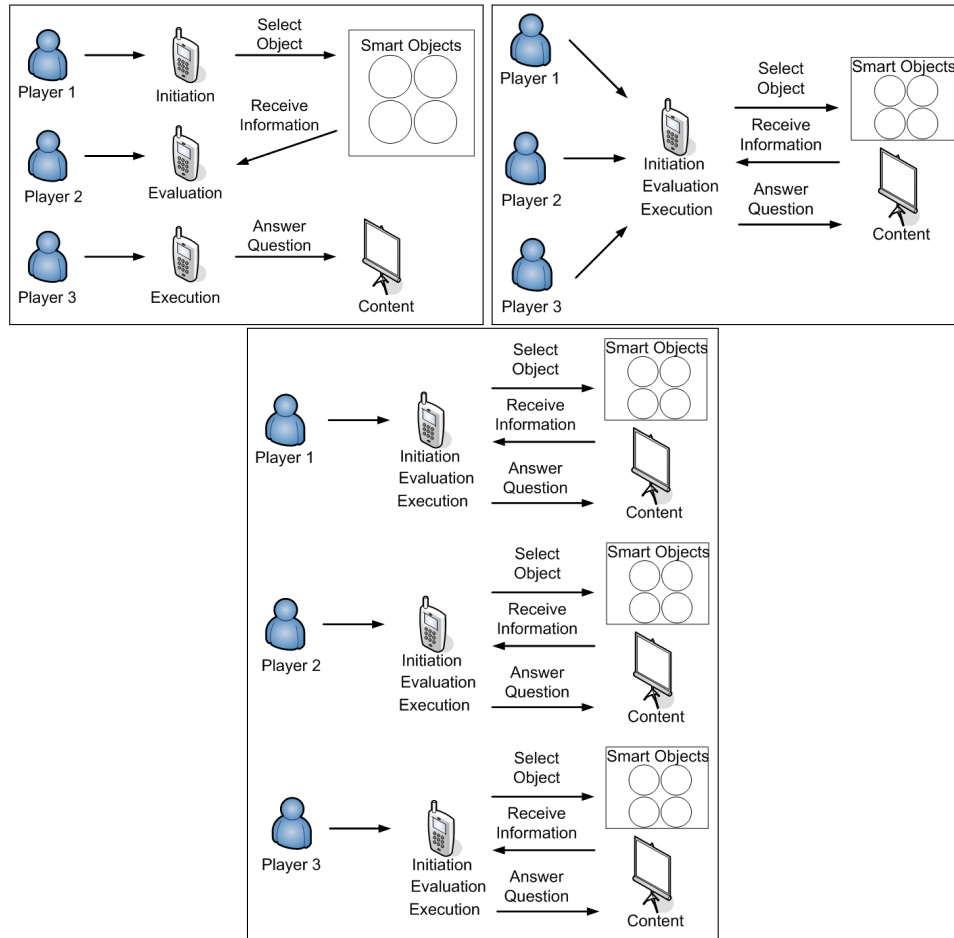 Select
Object
Smart Objects
Player 1
Initiation
Receive
Information
Player 2
Evaluation
Answer
Question
Player 3
Execution
Content
Player 1
Select
Object
Smart Objects
Receive
Information
Player 2
Initiation
Evaluation
Execution
Answer
Question
Content
Player 3
Select
Object
Smart Objects
Receive
Information
Player 1
Initiation
Evaluation
Execution
Answer
Question
Content
Select
Object
Smart Objects
Receive
Information
Player 2
Initiation
Evaluation
Execution
Answer
Question
Content
Select
Object
Smart Objects
Receive
Information
Player 3
Initiation
Evaluation
Execution
Answer
Question
Content